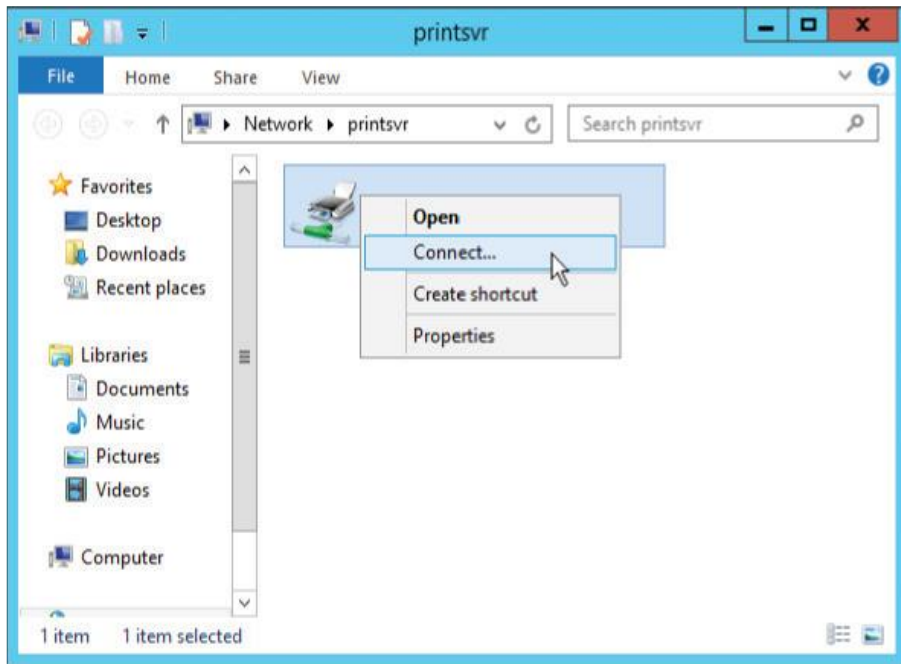 printsvr
File Home Share View
Network printsvr Search printsvr
Favorites
Desktop
Downloads
Recent places
Libraries
Documents
Music
Pictures
Videos
Computer
Open
Connect...
Create shortcut
Properties
1 item 1 item selected